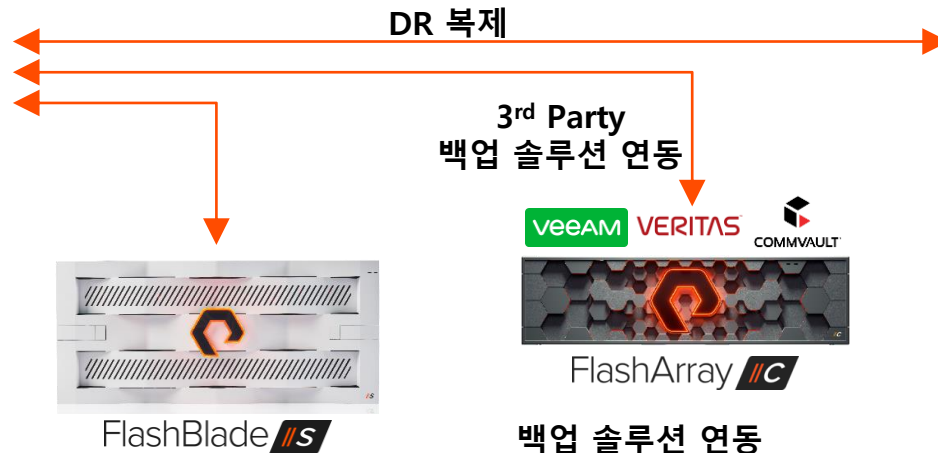 DR 복제
3rd Party
백업 솔루션 연동
veeAM VERITAS
COMMVAULT
//S
//C
FlashArray //C
FlashBlade //S
백업 솔루션 연동